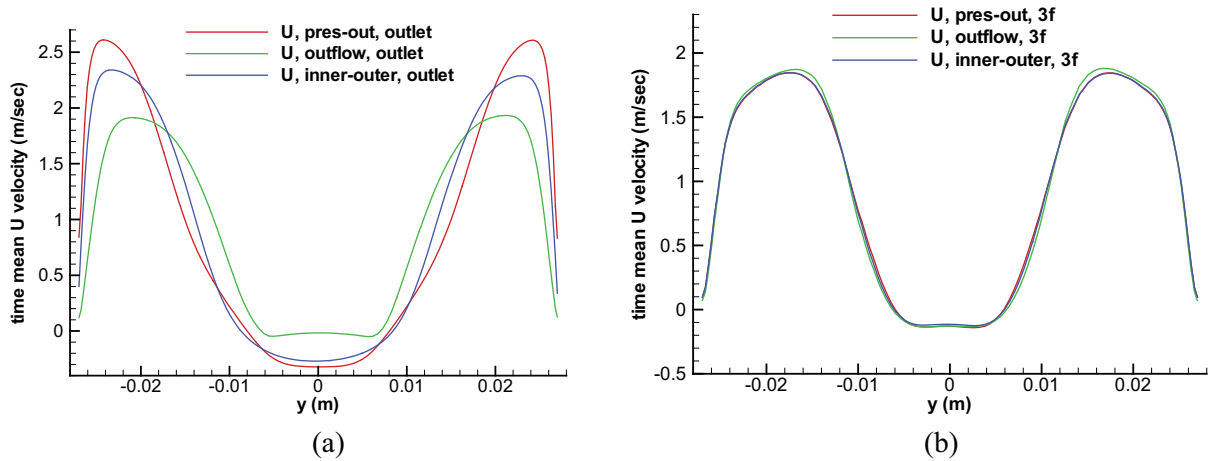 U, pres-out, outlet
U, outflow, outlet
U, inner-outer, outlet
2.5
2
1.5
1
0.5
0
time mean U velocity (m/sec)
-0.02
-0.01
0
0.01
0.02
y (m)
(a)
U, pres-out, 3f
U, outflow, 3f
U, inner-outer, 3f
2
1.5
1
0.5
0
-0.5
time mean U velocity (m/sec)
-0.02
-0.01
0
0.01
0.02
y (m)
(b)